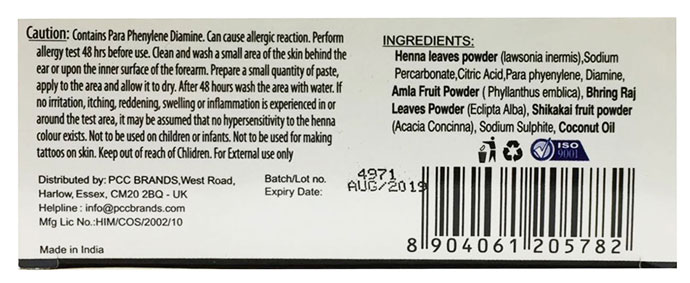 Caution: Contains Para Phenylene Diamine. Can cause allergic reaction. Perform
allergy test 48 hrs before use. Clean and wash a small area of the skin behind the
ear or upon the inner surface of the forearm. Prepare a small quantity of paste,
apply to the area and allow it to dry. After 48 hours wash the area with water. If
no irritation, itching, reddening, swelling or inflammation is experienced in or
around the test area, it may be assumed that no hypersensitivity to the henna
colour exists. Not to be used on children or infants. Not to be used for making
tattoos on skin. Keep out of reach of Chlidren. For External use only
Distributed by: PCC BRANDS,West Road,
Harlow, Essex, CM20 2BQ - UK
Helpline : info@pccbrands.com
Mfg Lic No.:HIM/COS/2002/10
Made in India
Batch/Lot no. 4971
Expiry Date: AUG/2019
INGREDIENTS:
Henna leaves powder (lawsonia inermis),Sodium
Percarbonate,Citric Acid,Para phyenylene, Diamine,
Amla Fruit Powder ( Phyllanthus emblica), Bhring Raj
Leaves Powder (Eclipta Alba), Shikakai fruit powder
(Acacia Concinna), Sodium Sulphite, Coconut Oil
ISO
9001
8 904061 205782